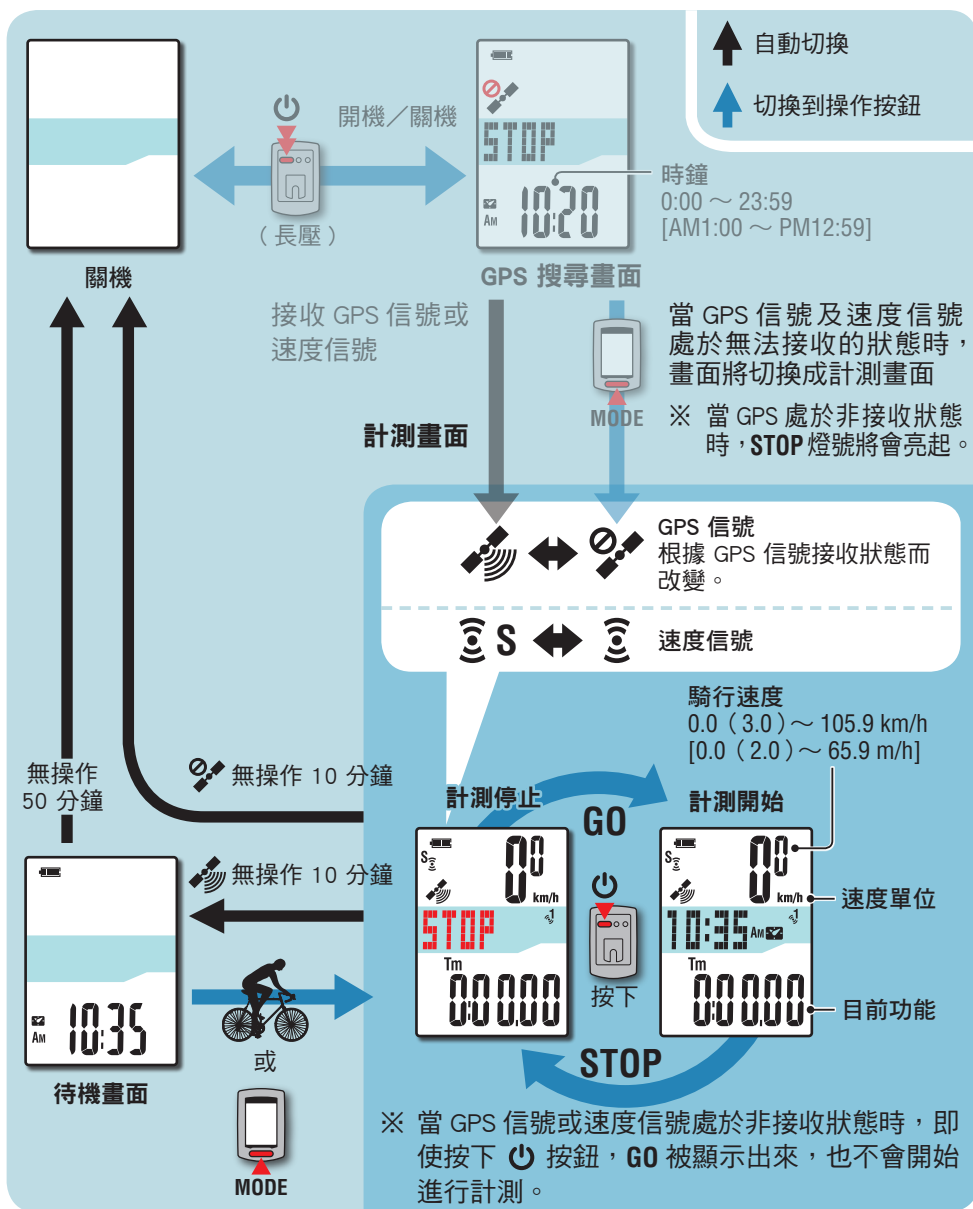 自動切換
切換到操作按鈕
開機／關機
（長壓）
STOP
AM 10:20
時鐘
0:00 ～ 23:59
[AM1:00 ～ PM12:59]
關機
GPS 搜尋畫面
接收 GPS 信號或
速度信號
MODE
當 GPS 信號及速度信號
處於無法接收的狀態時，
畫面將切換成計測畫面
※ 當 GPS 處於非接收狀態
時，STOP 燈號將會亮起。
計測畫面
GPS 信號
根據 GPS 信號接收狀態而
改變。
S
速度信號
騎行速度
0.0（3.0）～ 105.9 km/h
[0.0（2.0）～ 65.9 m/h]
無操作
50 分鐘
無操作 10 分鐘
無操作 10 分鐘
計測停止
GO
計測開始
S
0.0
km/h
STOP
1
Tm
0:00.00
按下
S
0.0
km/h
10:35 AM
1
Tm
0:00.00
速度單位
目前功能
STOP
AM 10:35
待機畫面
或
MODE
※ 當 GPS 信號或速度信號處於非接收狀態時，即
使按下 按鈕，GO 被顯示出來，也不會開始
進行計測。